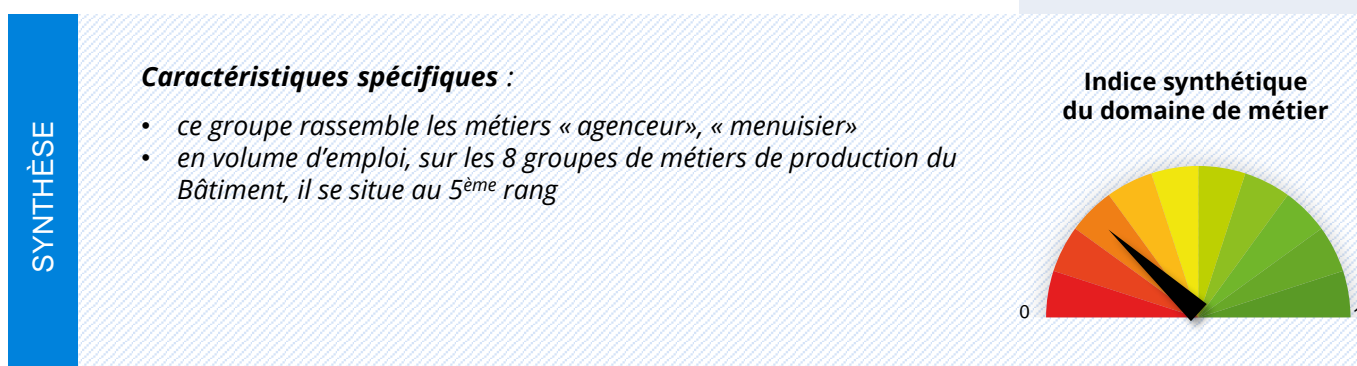 SYNTHÈSE
Caractéristiques spécifiques :
• ce groupe rassemble les métiers « agenceur», « menuisier»
• en volume d’emploi, sur les 8 groupes de métiers de production du
Bâtiment, il se situe au 5ème rang
Indice synthétique
du domaine de métier
0